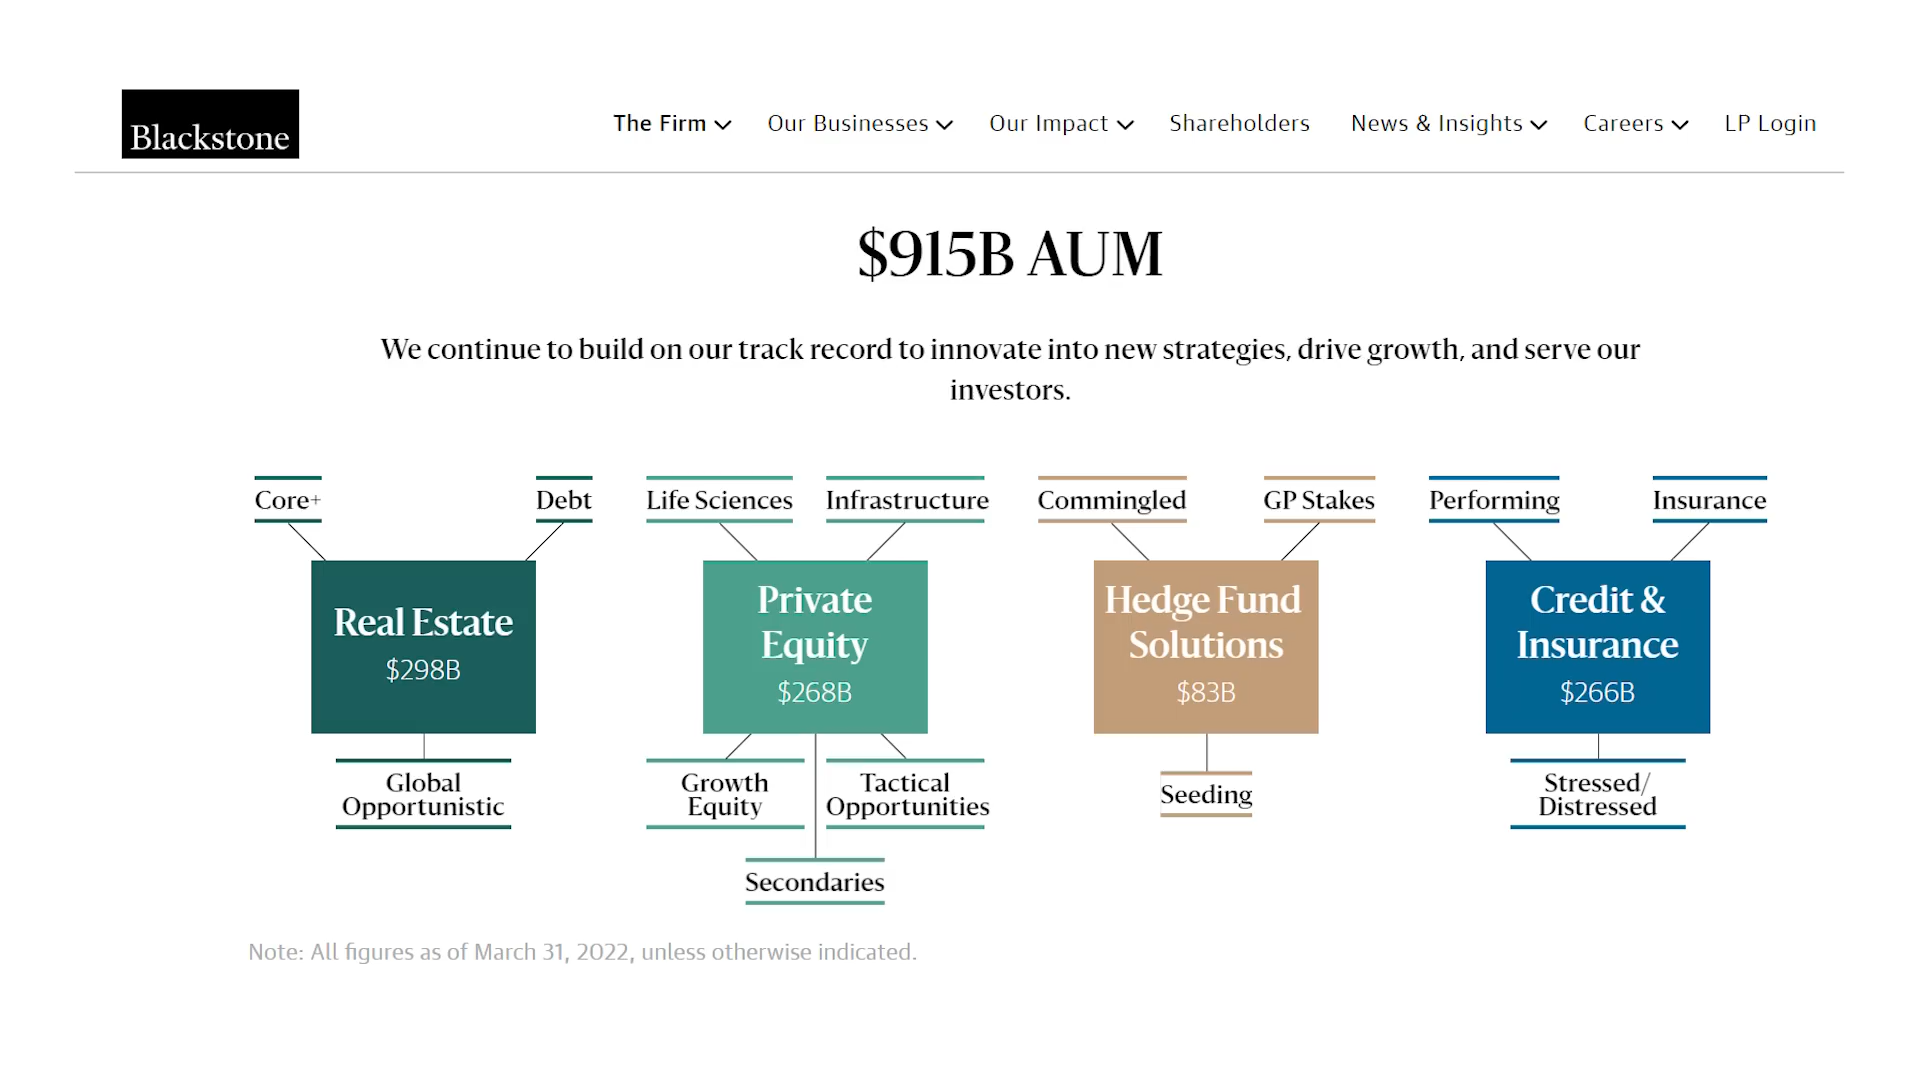 Blackstone
The Firm
Our Businesses
Our Impact
Shareholders
News & Insights
Careers
LP Login
$915B AUM
We continue to build on our track record to innovate into new strategies, drive growth, and serve our
investors.
Core+
Debt
Real Estate
$298B
Global
Opportunistic
Life Sciences
Infrastructure
Private
Equity
$268B
Growth
Equity
Tactical
Opportunities
Secondaries
Commingled
GP Stakes
Hedge Fund
Solutions
$83B
Seeding
Performing
Insurance
Credit &
Insurance
$266B
Stressed/
Distressed
Note: All figures as of March 31, 2022, unless otherwise indicated.